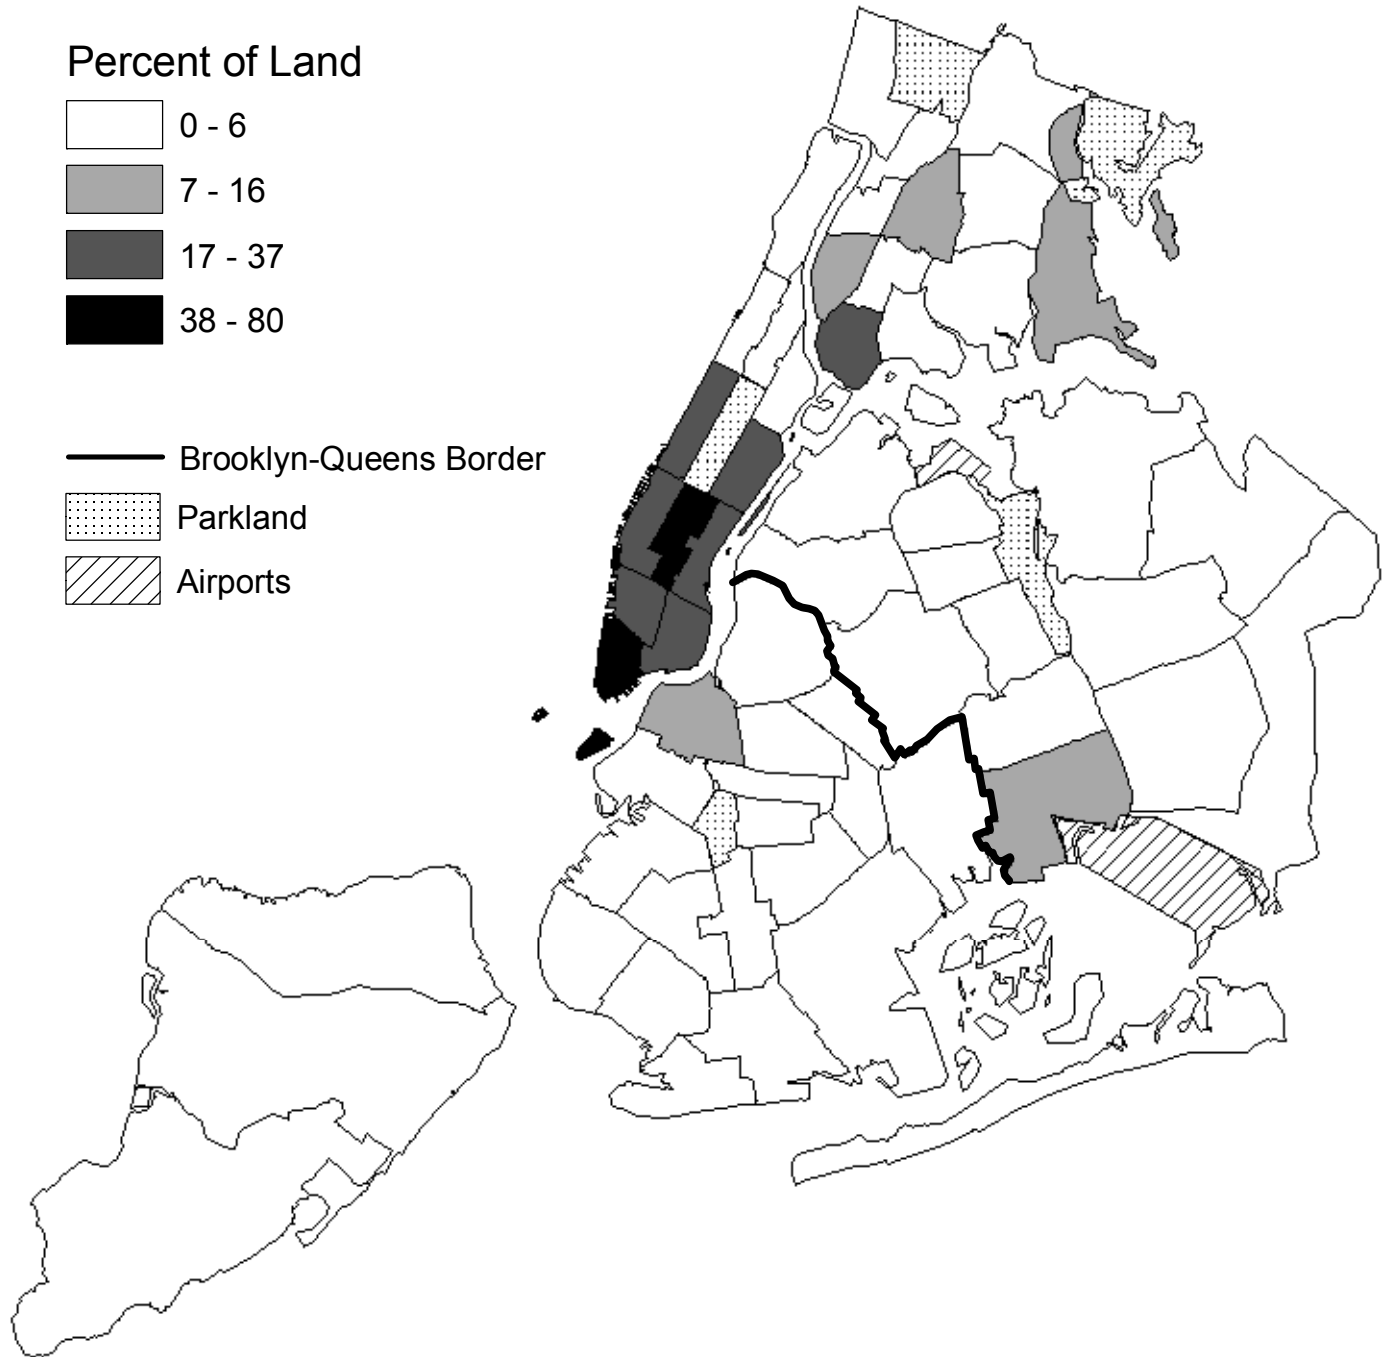 Percent of Land
0 - 6
7 - 16
17 - 37
38 - 80
Brooklyn-Queens Border
Parkland
Airports